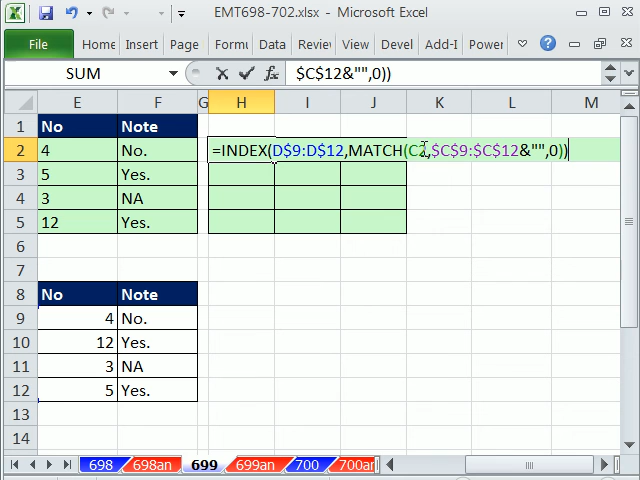 EMT698-702.xlsx - Microsoft Excel
File Home Insert Page Formu Data Reviev View Devel Add-I Power
SUM $C$12&"",0))
E F G H I J K L M
1 No Note
2 4 No. =INDEX(D$9:D$12,MATCH(C2,$C$9:$C$12&"",0))
3 5 Yes.
4 3 NA
5 12 Yes.
6
7
8 No Note
9 4 No.
10 12 Yes.
11 3 NA
12 5 Yes.
13
14
698 698an 699 699an 700 700ar